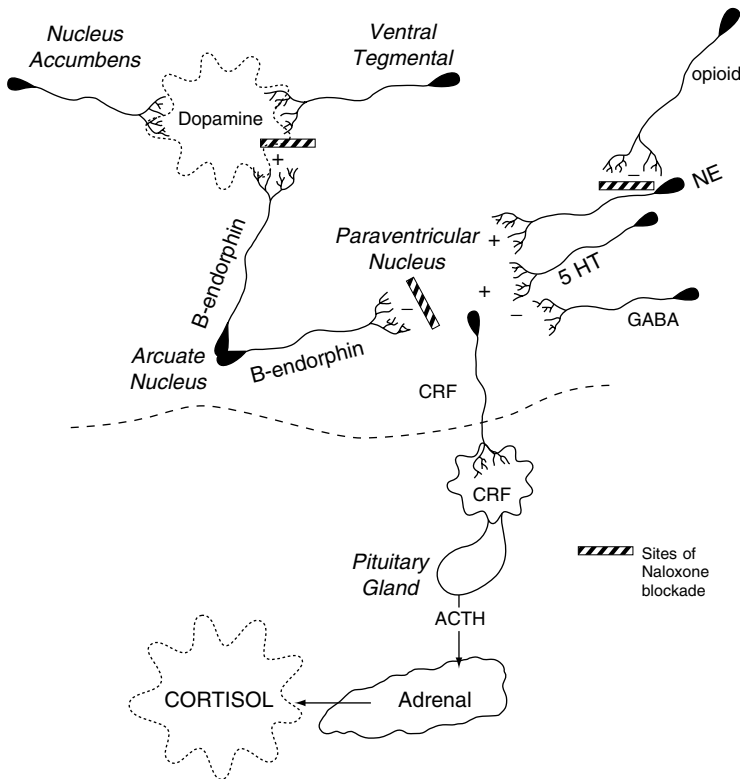 Nucleus
Accumbens
Ventral
Tegmental
opioid
Dopamine
+
–
NE
B-endorphin
Paraventricular
Nucleus
+
5 HT
+
–
–
GABA
Arcuate
Nucleus
B-endorphin
CRF
CRF
Pituitary
Gland
Sites of
Naloxone
blockade
ACTH
CORTISOL
Adrenal